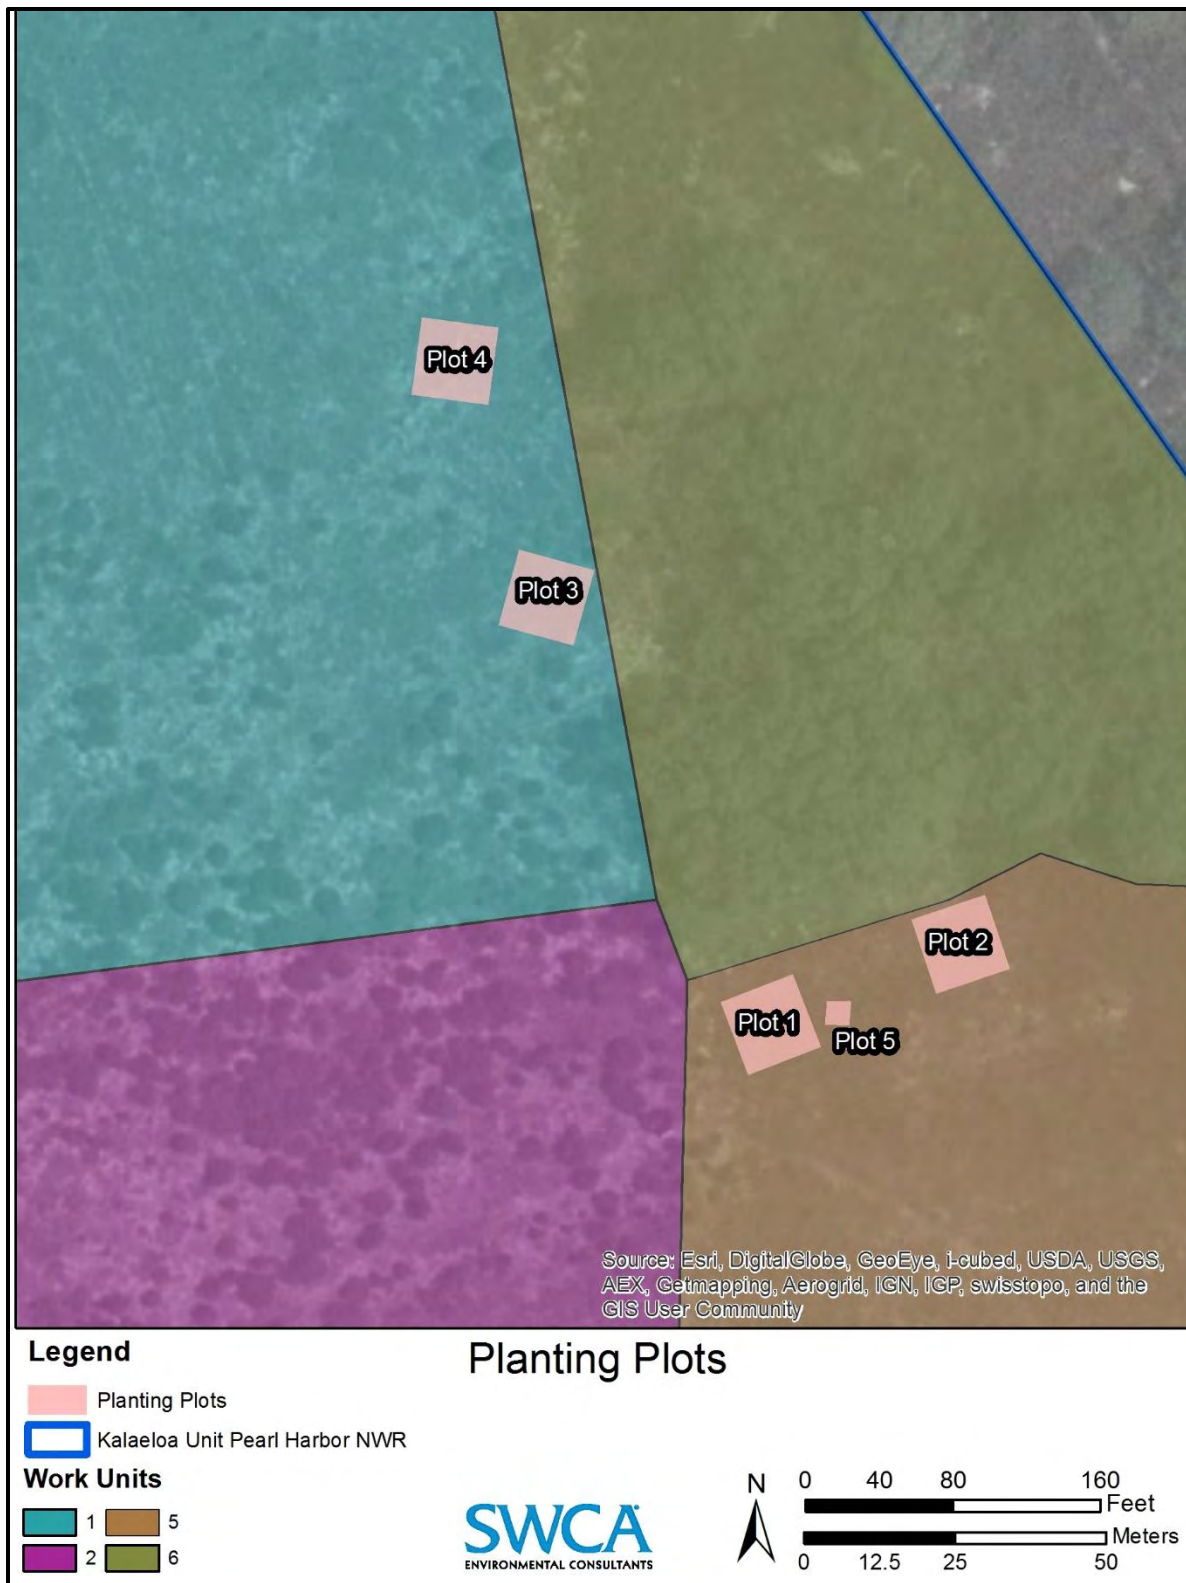 Plot 4
Plot 3
Plot 2
Plot 1
Plot 5
Source: Esri, DigitalGlobe, GeoEye, i-cubed, USDA, USGS,
AEX, Getmapping, Aerogrid, IGN, IGP, swisstopo, and the
GIS User Community
Legend
Planting Plots
Planting Plots
Kalaeloa Unit Pearl Harbor NWR
Work Units
1 5
2 6
SWCA
ENVIRONMENTAL CONSULTANTS
N
0 40 80 160
Feet
Meters
0 12.5 25 50